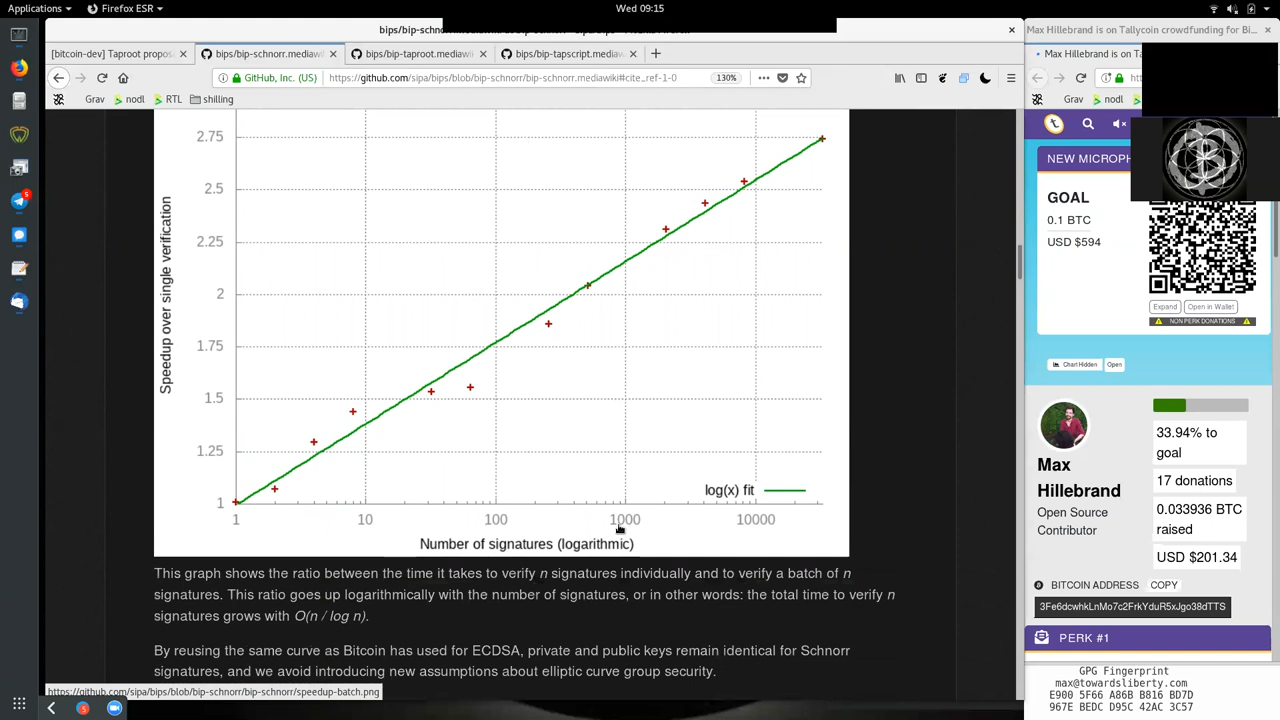 Applications
Firefox ESR
Wed 09:15
bips/bip-schnorr.mediawiki
Max Hillebrand is on Tallycoin crowdfunding for Bi...
[bitcoin-dev] Taproot propos
bips/bip-schnorr.mediawi
bips/bip-taproot.mediawi
bips/bip-tapscript.mediaw
Max Hillebrand is on T
GitHub, Inc. (US)
https://github.com/sipa/bips/blob/bip-schnorr/bip-schnorr.mediawiki#cite_ref-1-0
130%
Grav
nodl
RTL
shilling
Grav
nodl
5
2.75
2.5
2.25
2
1.75
1.5
1.25
1
Speedup over single verification
log(x) fit
1
10
100
1000
10000
Number of signatures (logarithmic)
This graph shows the ratio between the time it takes to verify n signatures individually and to verify a batch of n
signatures. This ratio goes up logarithmically with the number of signatures, or in other words: the total time to verify n
signatures grows with O(n / log n).
By reusing the same curve as Bitcoin has used for ECDSA, private and public keys remain identical for Schnorr
signatures, and we avoid introducing new assumptions about elliptic curve group security.
https://github.com/sipa/bips/blob/bip-schnorr/bip-schnorr/speedup-batch.png
NEW MICROPH
GOAL
0.1 BTC
USD $594
Expand
Open in Wallet
NON PERK DONATIONS
Chart Hidden
Open
Max
Hillebrand
Open Source
Contributor
33.94% to
goal
17 donations
0.033936 BTC
raised
USD $201.34
BITCOIN ADDRESS
COPY
3Fe6dcwhkLnMo7c2FrkYduR5xJgo38dTTS
PERK #1
GPG Fingerprint
max@towardsliberty.com
E900 5F66 A86B B816 BD7D
967E BEDC D95C 42AC 3C57